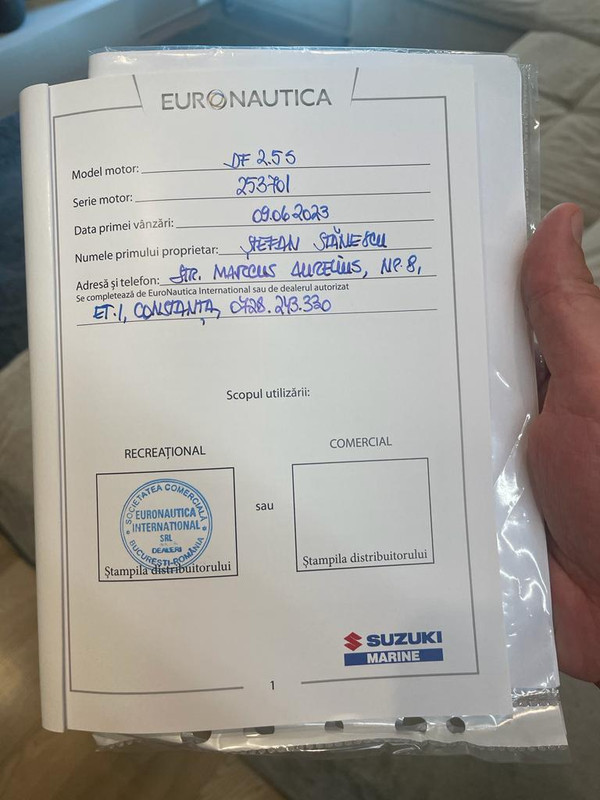 EURONAUTICA
Model motor: DF 2.5 S
Serie motor: 253701
Data primei vânzări: 09.06.2023
Numele primului proprietar: ȘTEFAN STĂNESCU
Adresă și telefon: STR. MARCUS AURELIUS, NR. 8,
Se completează de EuroNautica International sau de dealerul autorizat
ET.1, CONSTANȚA, 0728.243.330
Scopul utilizării:
RECREAȚIONAL
COMERCIAL
SOCIETATEA COMERCIALĂ
EURONAUTICA
INTERNATIONAL
SRL
DEALERI
BUCUREȘTI-ROMÂNIA
Ștampila distribuitorului
sau
Ștampila distribuitorului
SUZUKI
MARINE
1